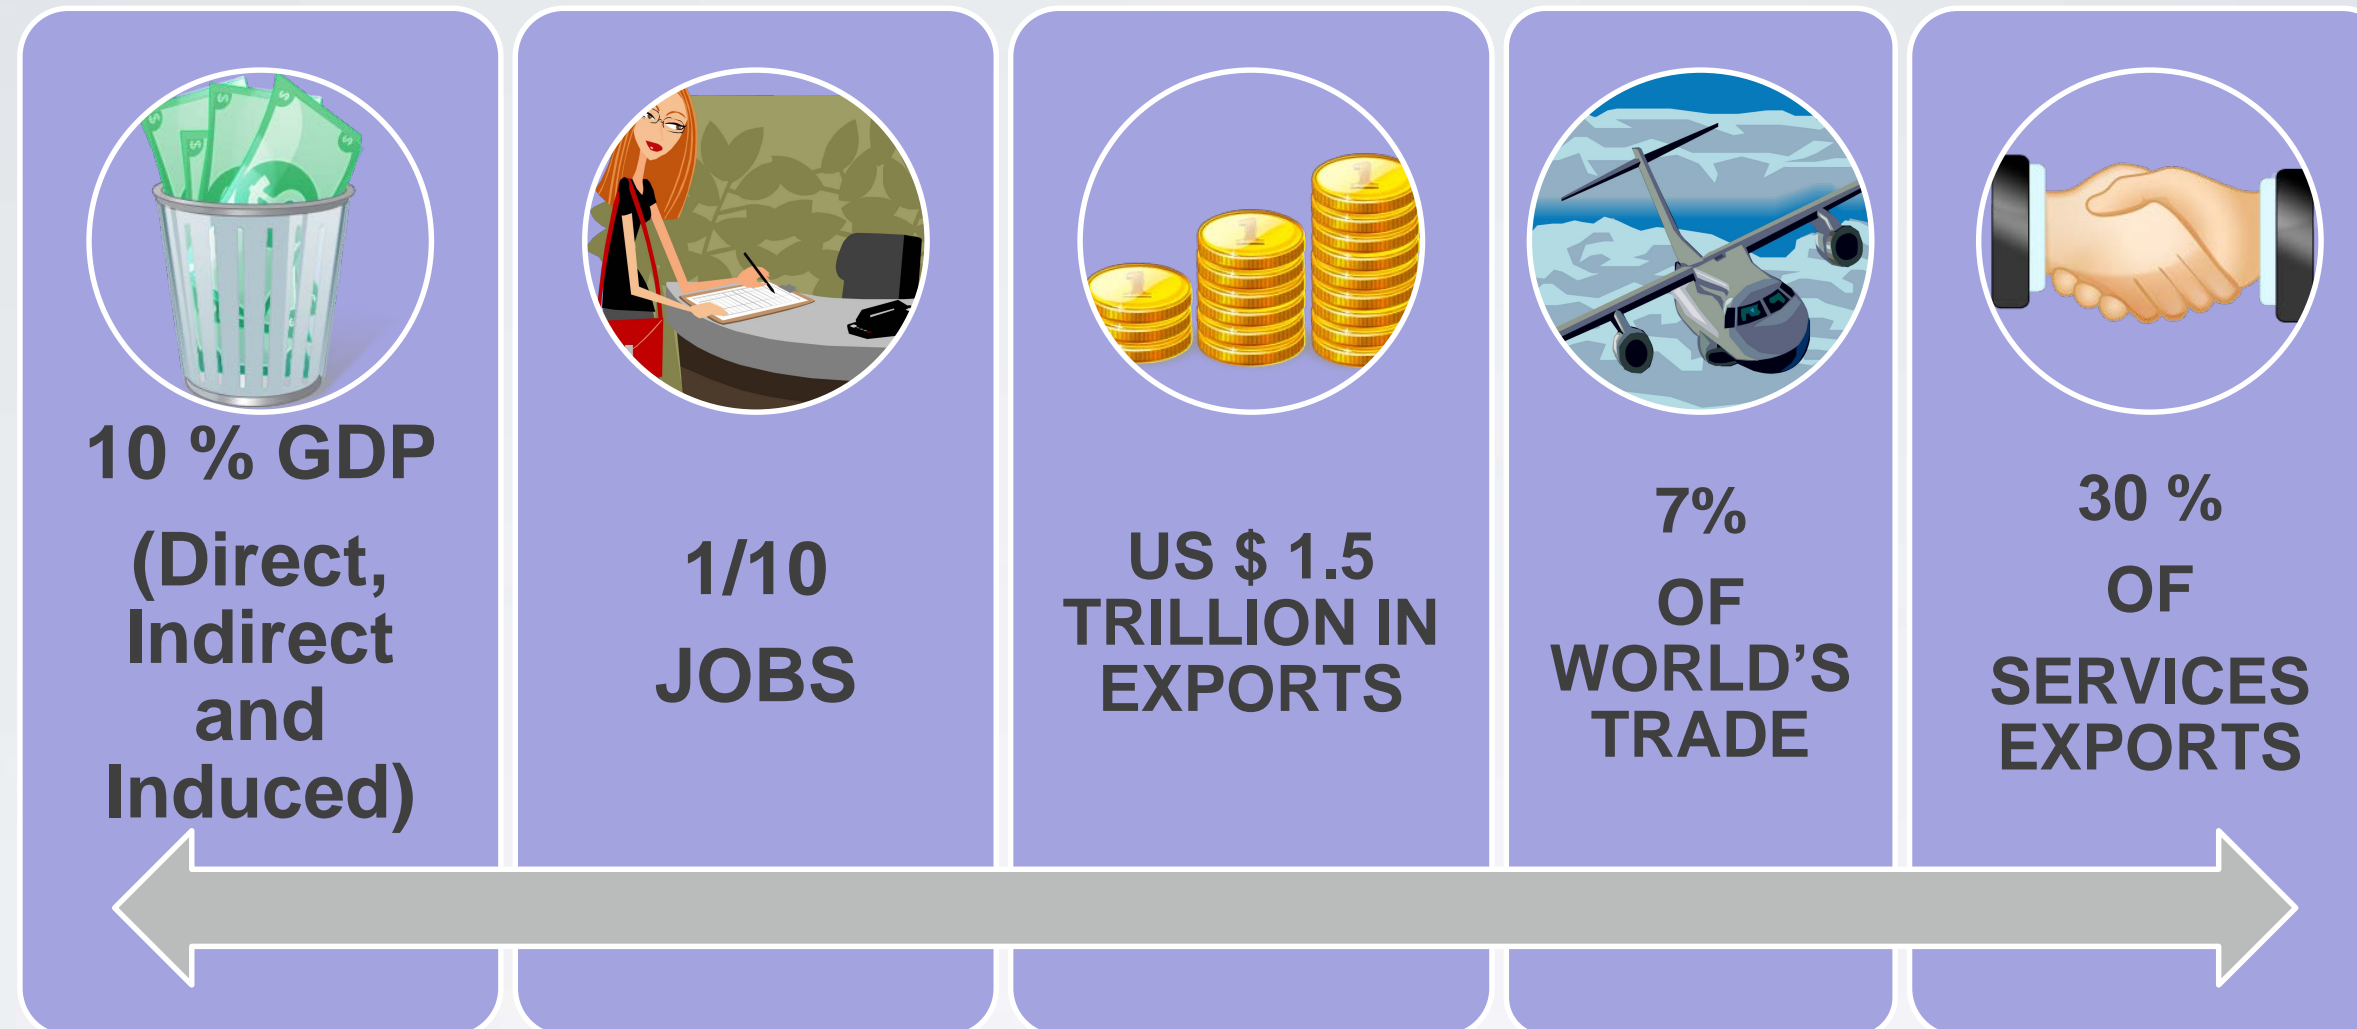 10 % GDP
(Direct,
Indirect
and
Induced)
1/10
JOBS
US $ 1.5
TRILLION IN
EXPORTS
7%
OF
WORLD’S
TRADE
30 %
OF
SERVICES
EXPORTS